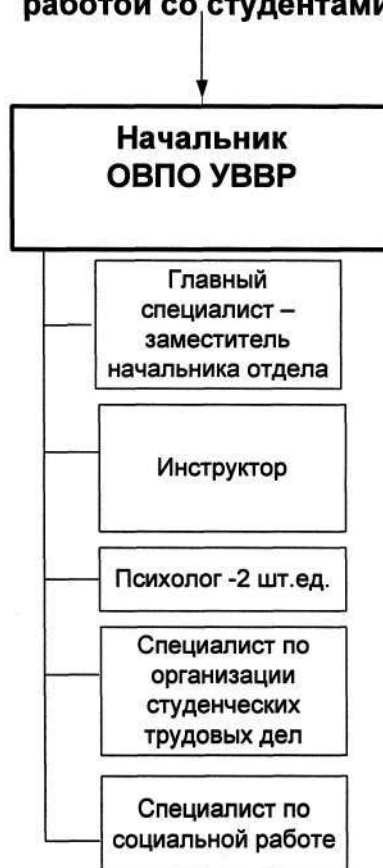 работой со студентами
Начальник
ОВПО УВВР
Главный
специалист –
заместитель
начальника отдела
Инструктор
Психолог -2 шт.ед.
Специалист по
организации
студенческих
трудовых дел
Специалист по
социальной работе